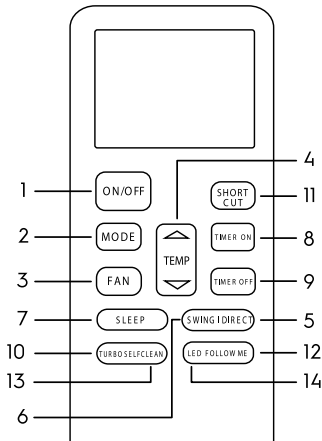 4
1 ON/OFF SHORT CUT 11
2 MODE TEMP TIMER ON 8
3 FAN TIMER OFF 9
7 SLEEP SWING I DIRECT 5
10 TURBO SELFCLEAN LED FOLLOW ME 12
13 14
6